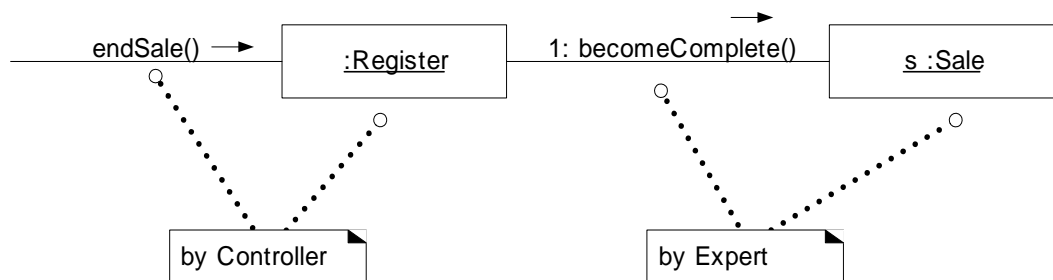 endSale()
:Register
1: becomeComplete()
s :Sale
by Controller
by Expert